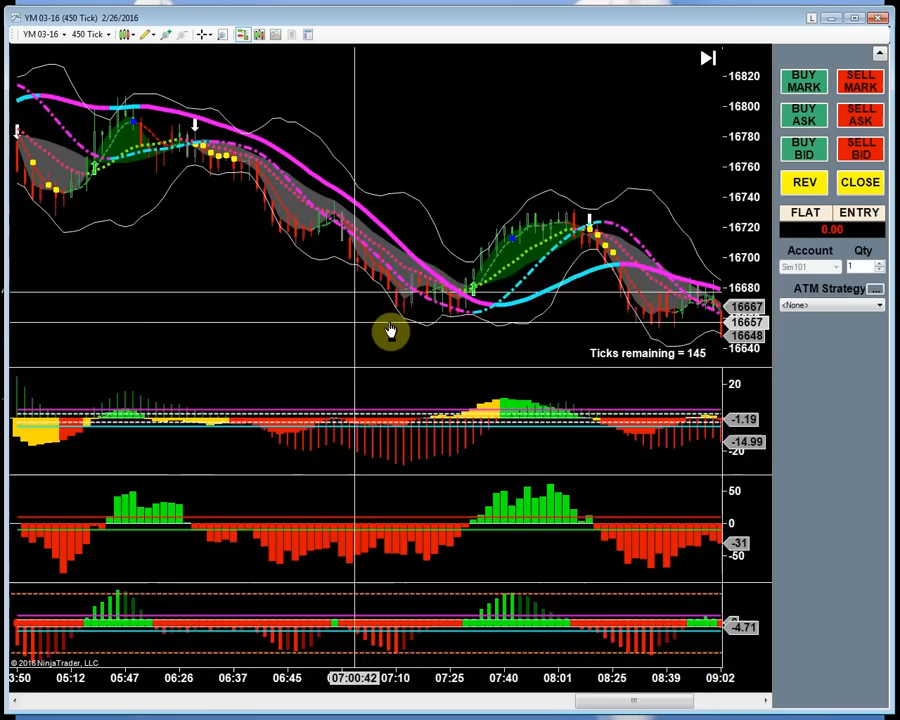 YM 03-16 (450 Tick) 2/26/2016
L
YM 03-16 450 Tick
16820
16800
16780
16760
16740
16720
16700
16680
16667
16657
16648
16640
Ticks remaining = 145
20
-1.19
-14.99
-20
50
0
-31
-50
-4.71
© 2016 NinjaTrader, LLC
3:50 05:12 05:47 06:26 06:37 06:45 07:00:42 07:10 07:25 07:40 08:01 08:25 08:39 09:02
BUY MARK
SELL MARK
BUY ASK
SELL ASK
BUY BID
SELL BID
REV CLOSE
FLAT ENTRY
0.00
Account Qty
Sim101 1
ATM Strategy ...
<None>